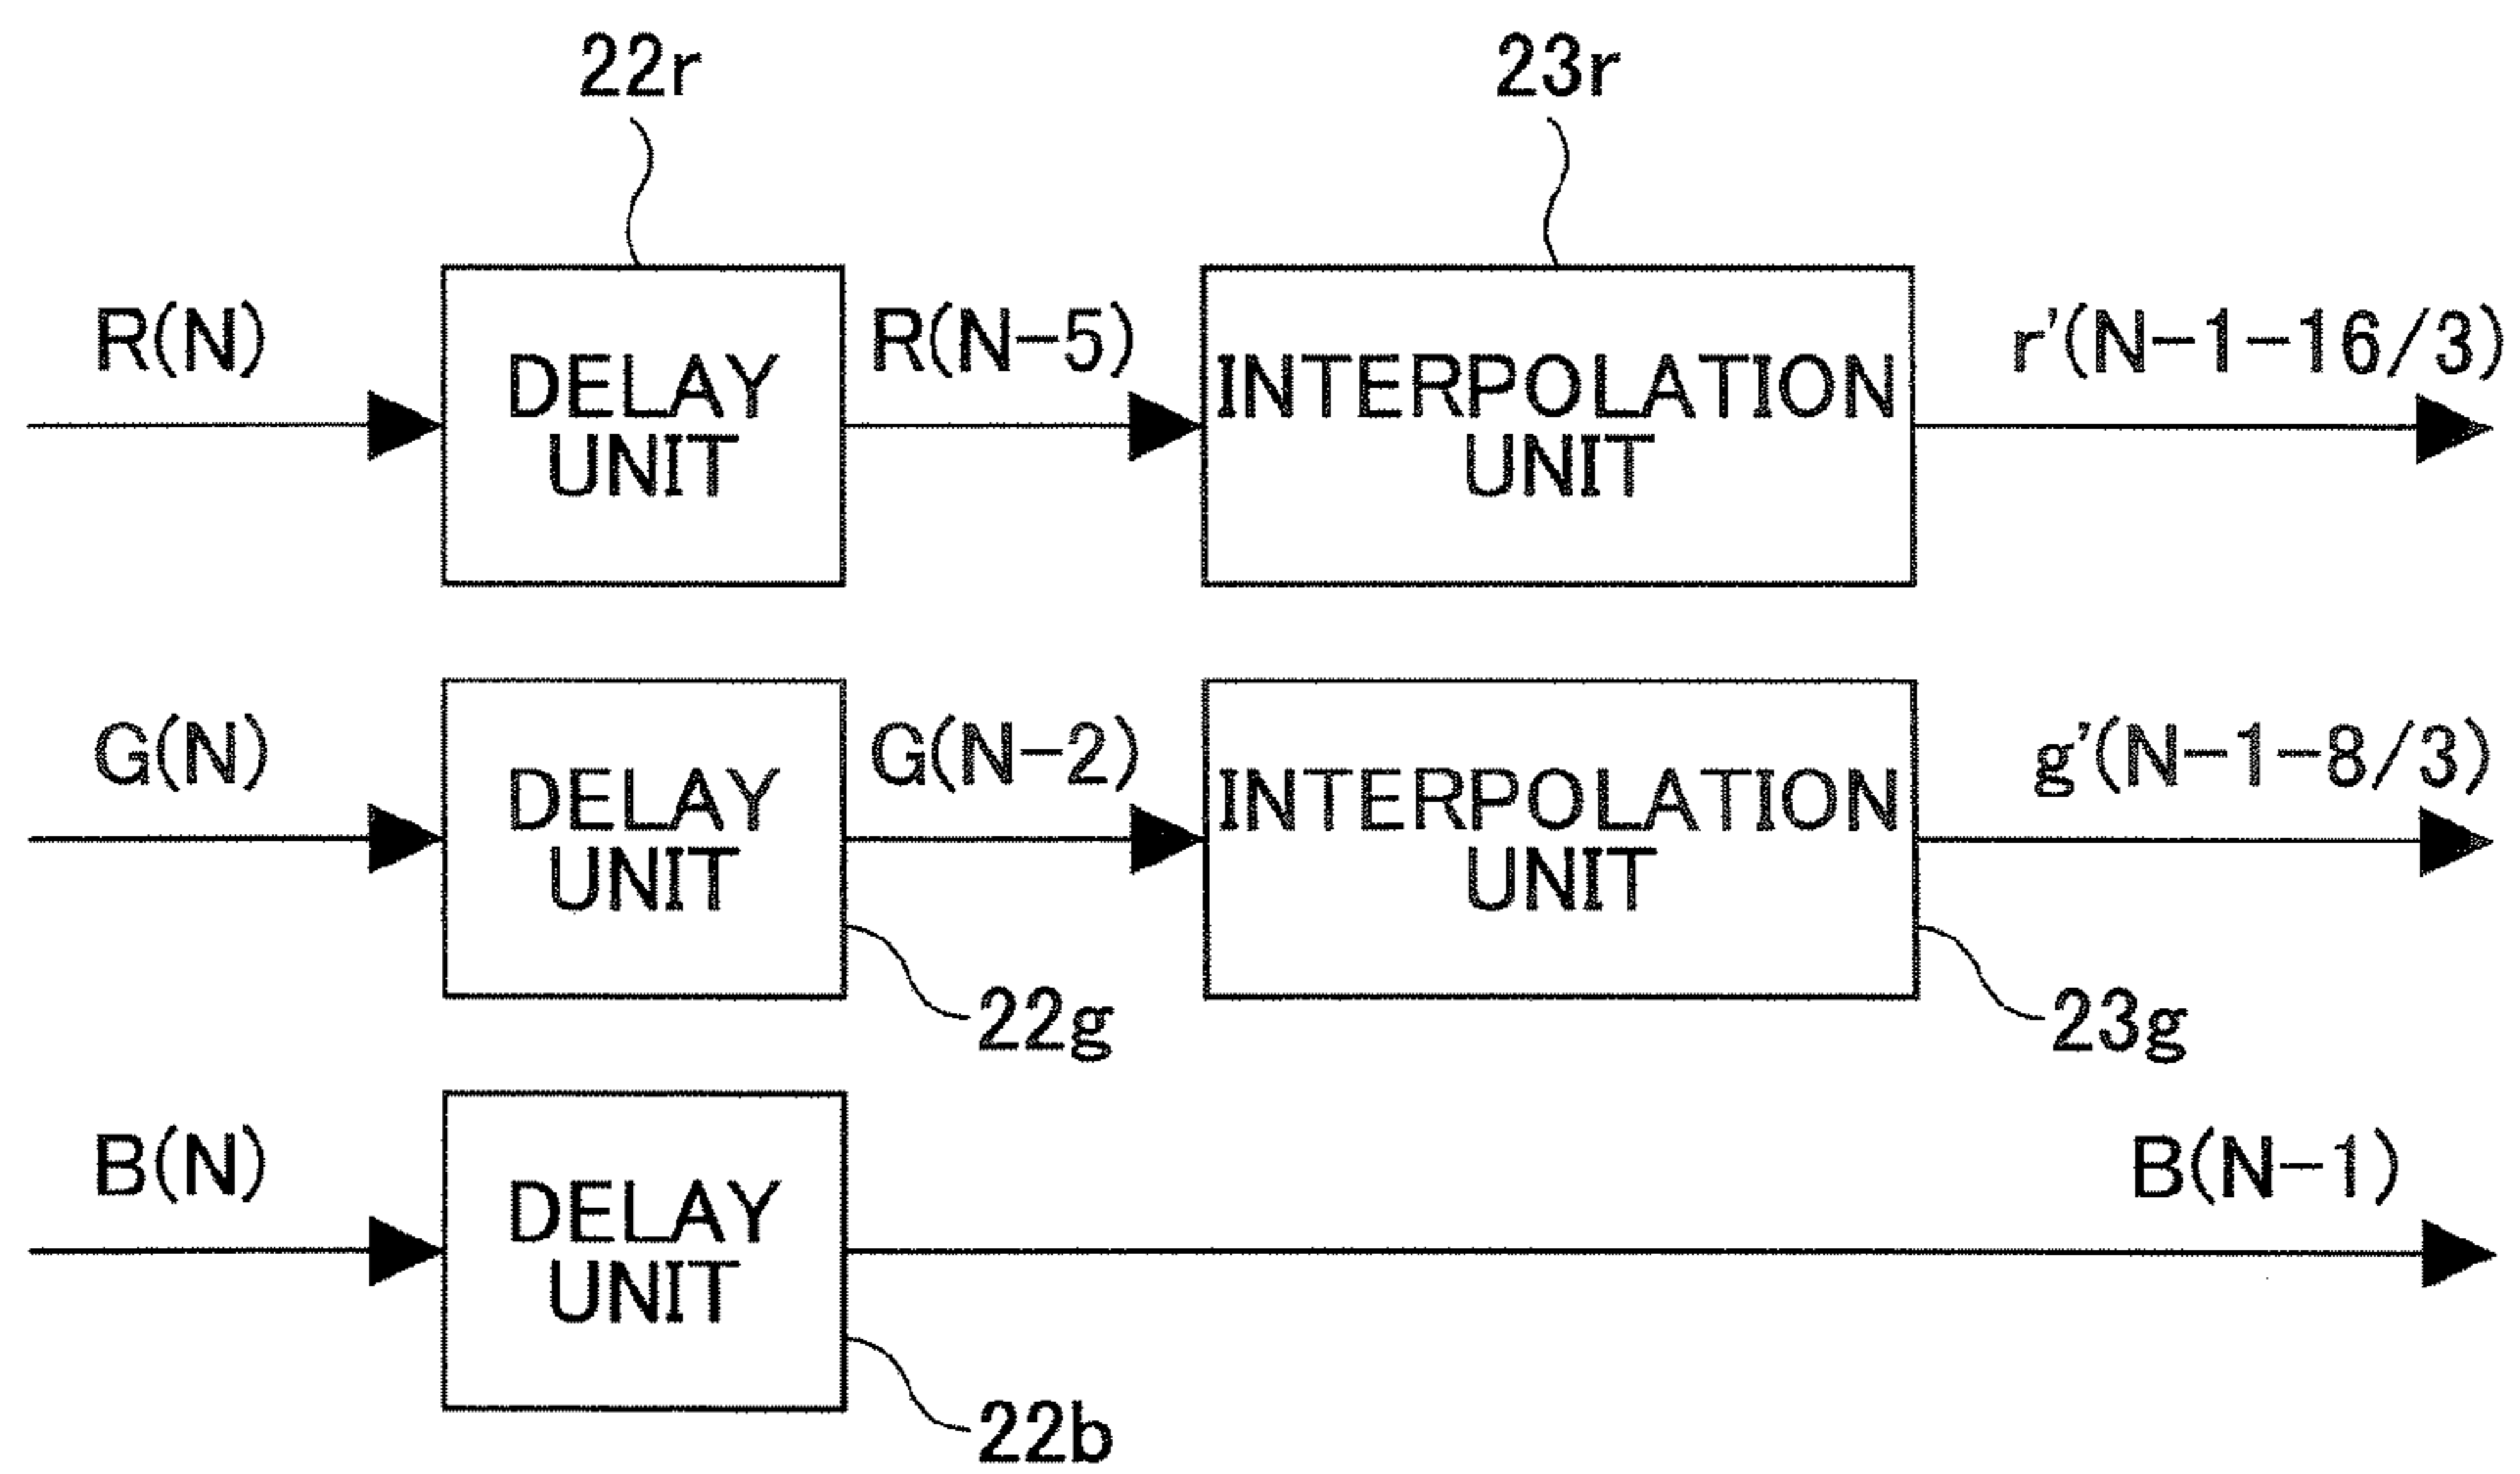 22r
23r
R(N)
DELAY
UNIT
R(N-5)
INTERPOLATION
UNIT
r'(N-1-16/3)
G(N)
DELAY
UNIT
G(N-2)
INTERPOLATION
UNIT
g'(N-1-8/3)
22g
23g
B(N)
DELAY
UNIT
B(N-1)
22b